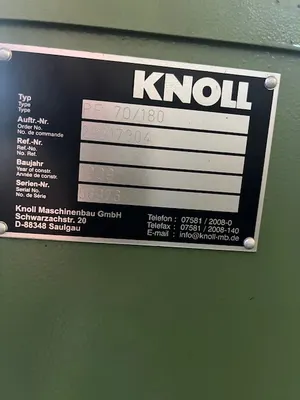 KNOLL
Typ
Type
Type
70/180
Auftr.-Nr.
Order No.
No de commande
Ref.-Nr.
Ref.-No.
No. Ref.
Baujahr
Year of constr.
Année de constr.
Serien-Nr.
Serial No.
No de Série
Knoll Maschinenbau GmbH
Schwarzachstr. 20
D-88348 Saulgau
Telefon : 07581 / 2008-0
Telefax : 07581 / 2008-140
E-mail : info@knoll-mb.de